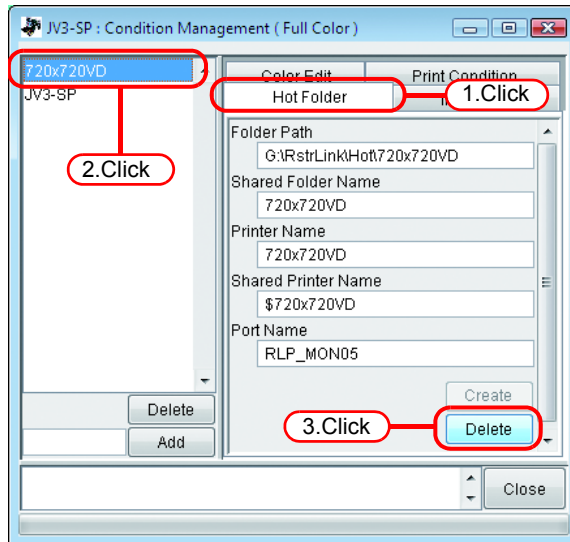 JV3-SP : Condition Management ( Full Color )
720x720VD
JV3-SP
2.Click
Delete
Add
Color Edit
Print Condition
Hot Folder
1.Click
Folder Path
G:\RstrLink\Hot\720x720VD
Shared Folder Name
720x720VD
Printer Name
720x720VD
Shared Printer Name
$720x720VD
Port Name
RLP_MON05
Create
3.Click
Delete
Close